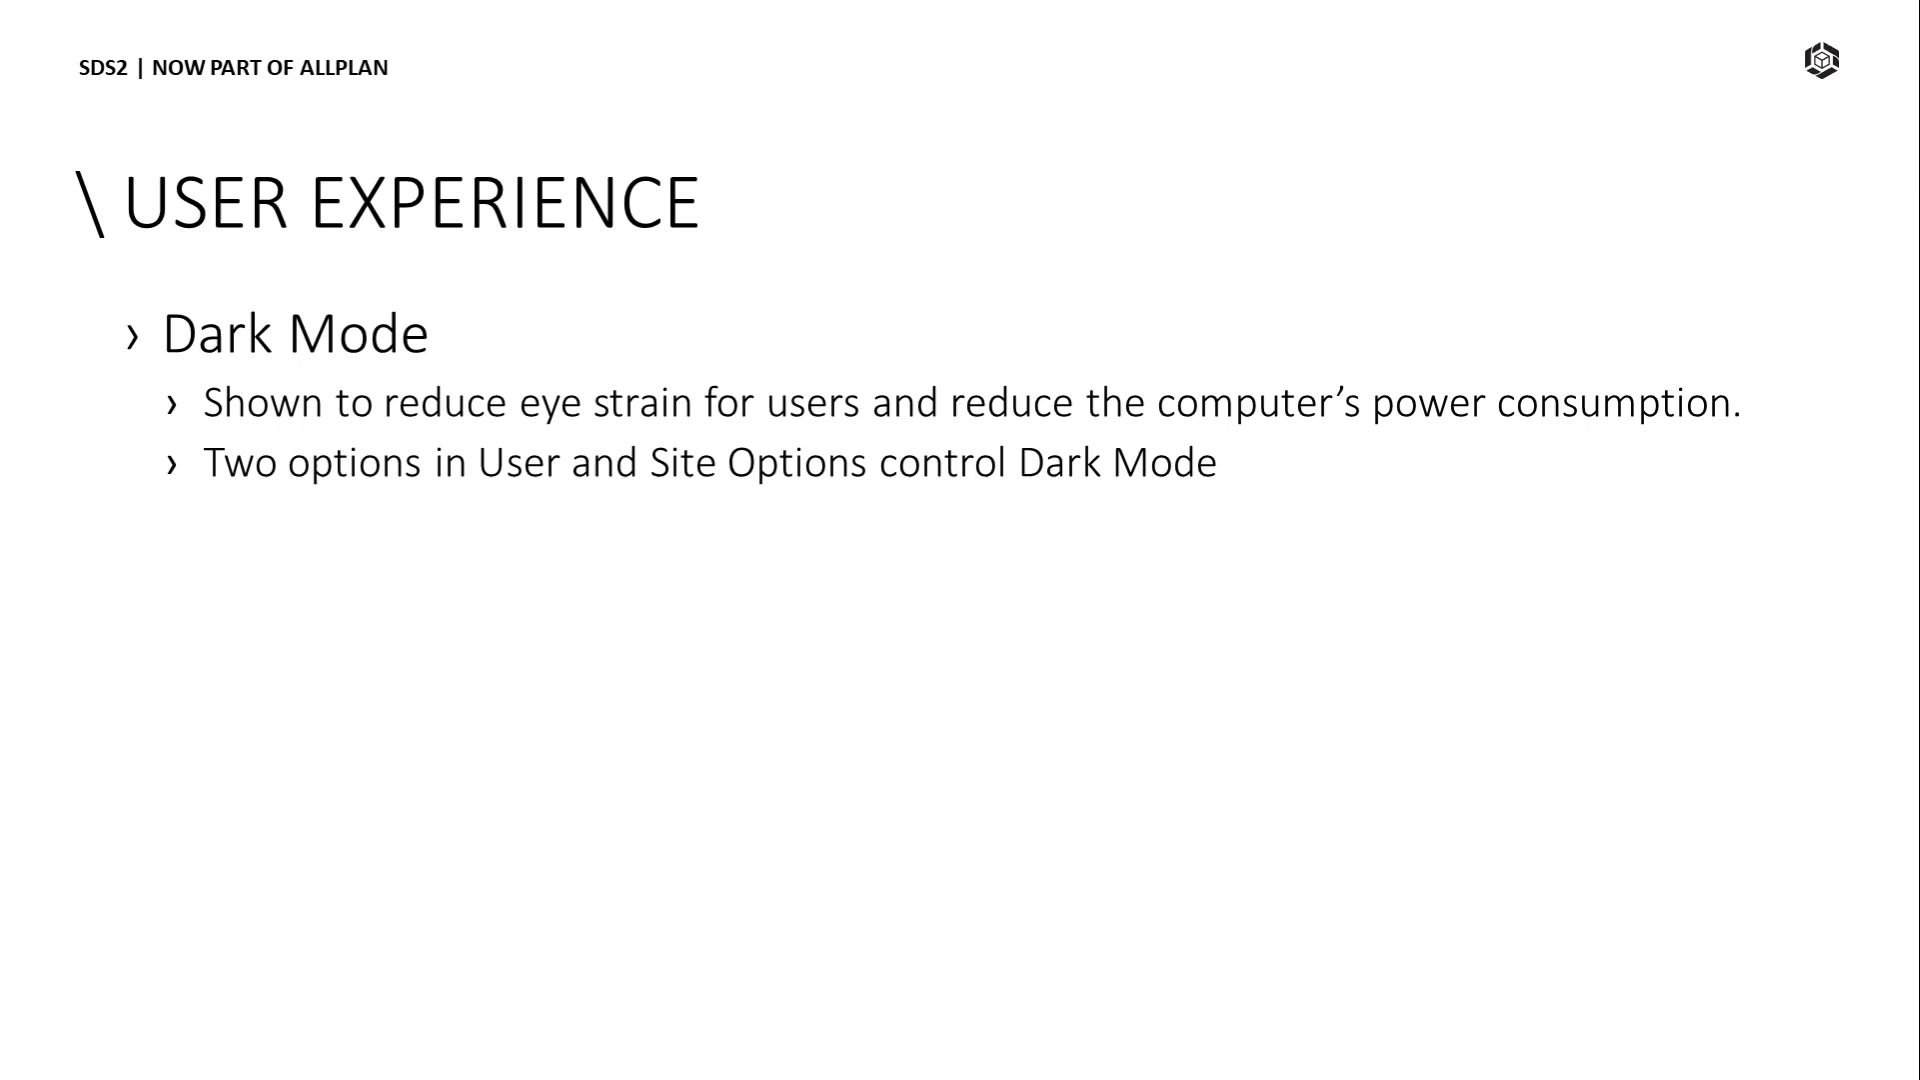 SDS2 | NOW PART OF ALLPLAN
\ USER EXPERIENCE
› Dark Mode
› Shown to reduce eye strain for users and reduce the computer’s power consumption.
› Two options in User and Site Options control Dark Mode